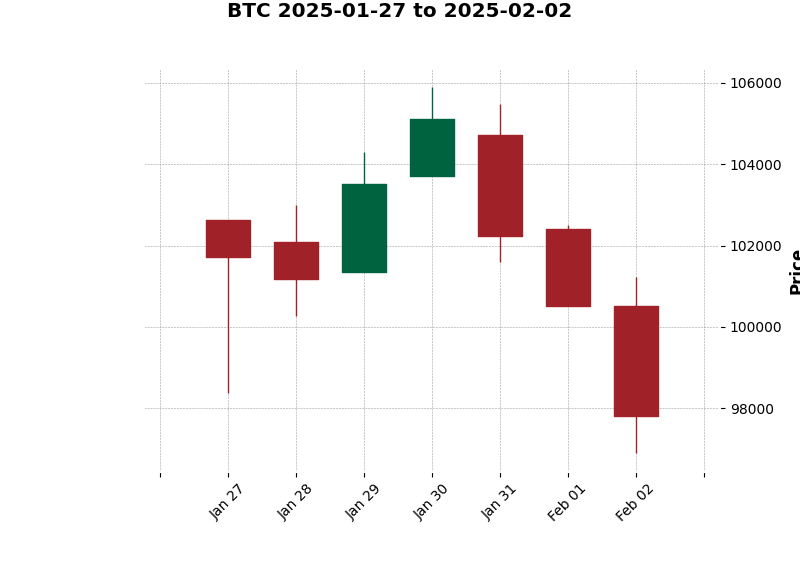 BTC 2025-01-27 to 2025-02-02
106000
104000
102000
100000
98000
Price
Jan 27
Jan 28
Jan 29
Jan 30
Jan 31
Feb 01
Feb 02